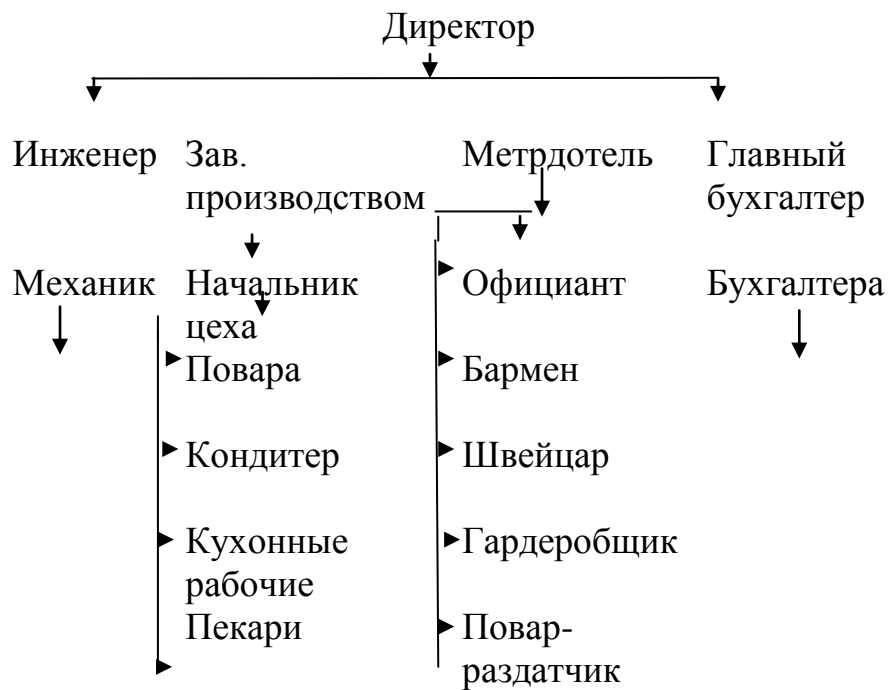 Директор
Инженер Зав. Метрдотель Главный
производством бухгалтер
Механик Начальник Официант Бухгалтера
цеха
Повара Бармен
Кондитер Швейцар
Кухонные Гардеробщик
рабочие
Пекари Повар-
раздатчик